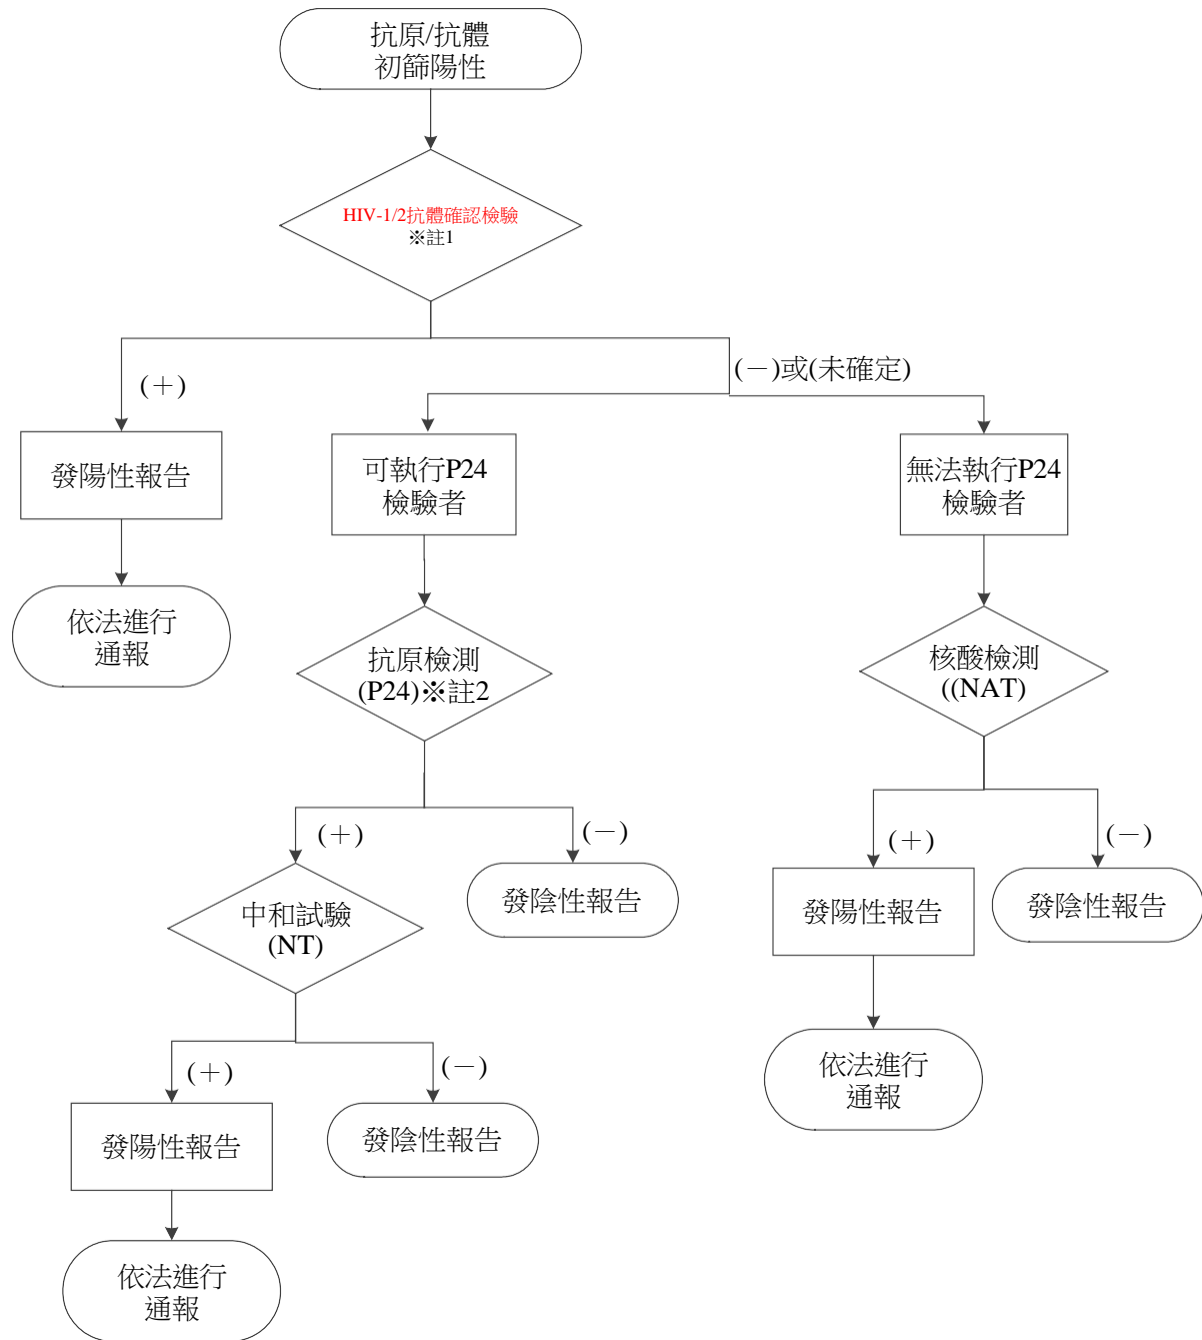 抗原/抗體
初篩陽性
HIV-1/2抗體確認檢驗
※註1
(＋)
(－)或(未確定)
發陽性報告
可執行P24
檢驗者
無法執行P24
檢驗者
依法進行
通報
抗原檢測
(P24)※註2
核酸檢測
((NAT)
(＋)
(－)
(＋)
(－)
中和試驗
(NT)
發陰性報告
發陽性報告
發陰性報告
(＋)
(－)
依法進行
通報
發陽性報告
發陰性報告
依法進行
通報